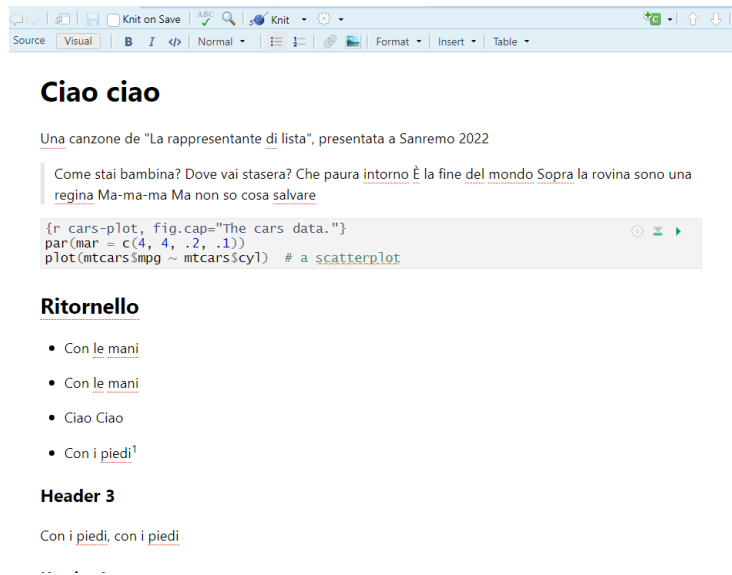 Knit on Save ABC Knit
Source Visual B I </> Normal Format Insert Table
Ciao ciao
Una canzone de "La rappresentante di lista", presentata a Sanremo 2022
Come stai bambina? Dove vai stasera? Che paura intorno È la fine del mondo Sopra la rovina sono una
regina Ma-ma-ma Ma non so cosa salvare
{r cars-plot, fig.cap="The cars data."}
par(mar = c(4, 4, .2, .1))
plot(mtcars$mpg ~ mtcars$cyl)  # a scatterplot
Ritornello
Con le mani
Con le mani
Ciao Ciao
Con i piedi¹
Header 3
Con i piedi, con i piedi